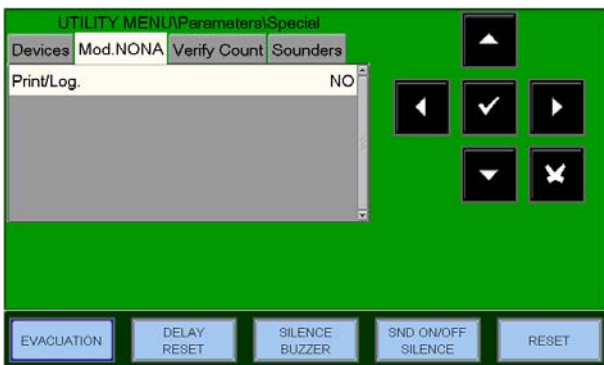 UTILITY MENU\Parameters\Special
Devices Mod.NONA Verify Count Sounders
Print/Log. NO
EVACUATION
DELAY
RESET
SILENCE
BUZZER
SND ON/OFF
SILENCE
RESET